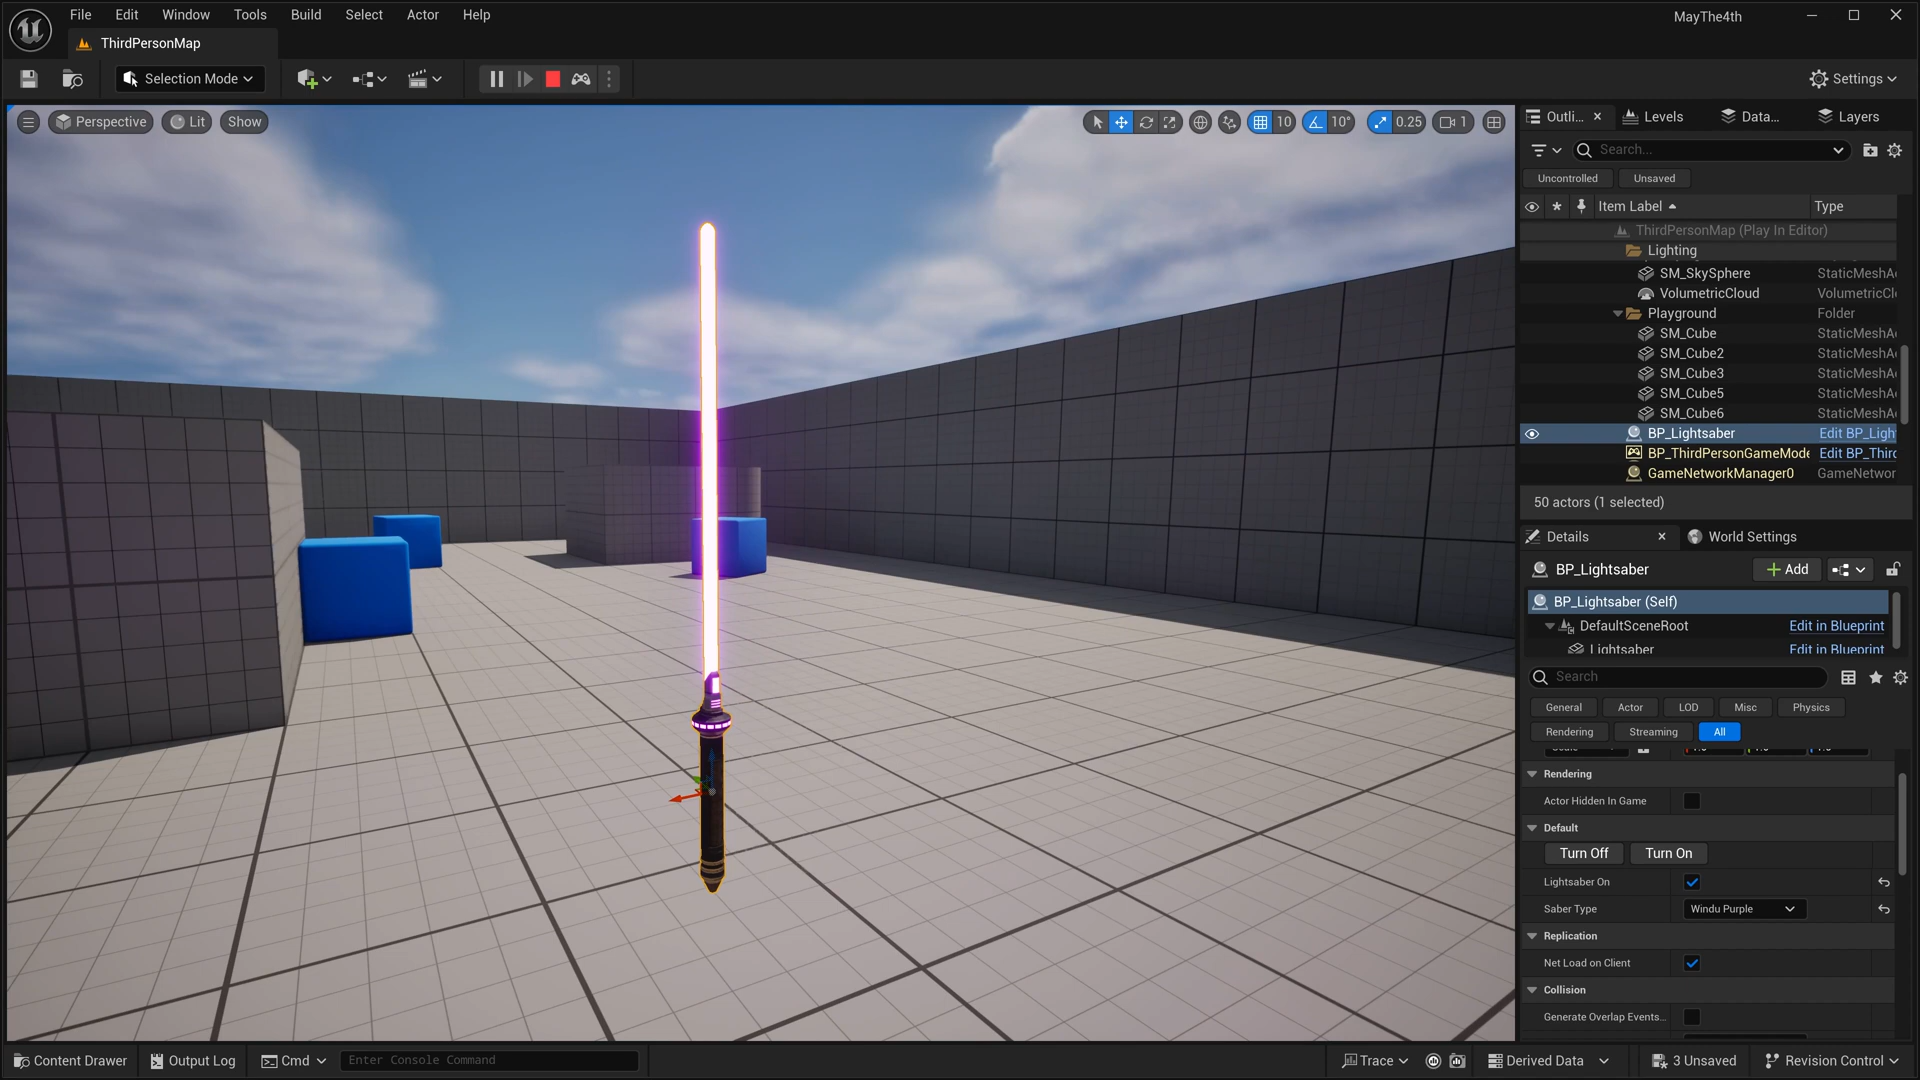 File Edit Window Tools Build Select Actor Help
MayThe4th
ThirdPersonMap
Selection Mode
Settings
Perspective Lit Show
10 10° 0.25 1
Outli... Levels Data... Layers
Search...
Uncontrolled Unsaved
Item Label Type
ThirdPersonMap (Play In Editor)
Lighting
SM_SkySphere StaticMeshA
VolumetricCloud VolumetricCl
Playground Folder
SM_Cube StaticMeshA
SM_Cube2 StaticMeshA
SM_Cube3 StaticMeshA
SM_Cube5 StaticMeshA
SM_Cube6 StaticMeshA
BP_Lightsaber Edit BP_Ligh
BP_ThirdPersonGameMode Edit BP_Third
GameNetworkManager0 GameNetwor
50 actors (1 selected)
Details World Settings
BP_Lightsaber Add
BP_Lightsaber (Self)
DefaultSceneRoot Edit in Blueprint
Lightsaber Edit in Blueprint
Search
General Actor LOD Misc Physics
Rendering Streaming All
Rendering
Actor Hidden In Game
Default
Turn Off Turn On
Lightsaber On
Saber Type Windu Purple
Replication
Net Load on Client
Collision
Generate Overlap Events...
Content Drawer Output Log Cmd Enter Console Command Trace Derived Data 3 Unsaved Revision Control